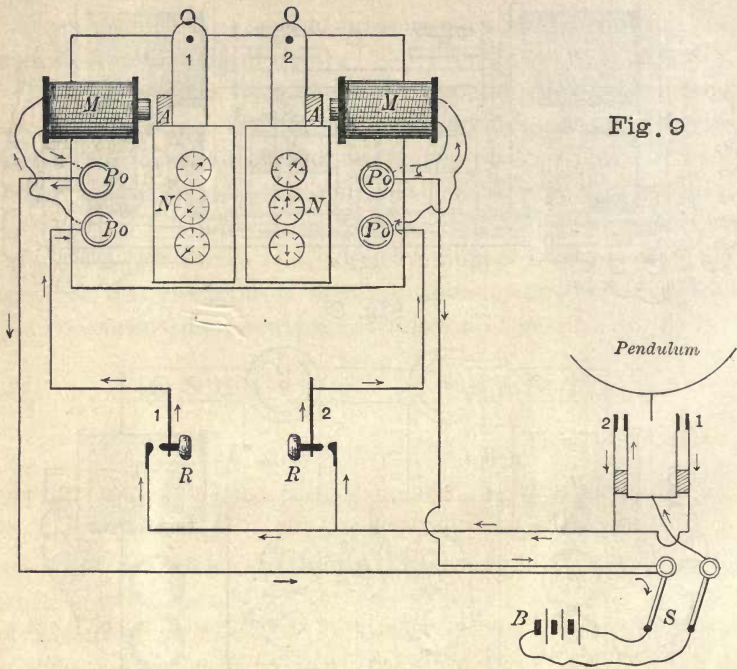 O O
1 2
M A A M
Fig. 9
Po Po
N N
Po Po
Pendulum
2 1
1 2
R R
B S